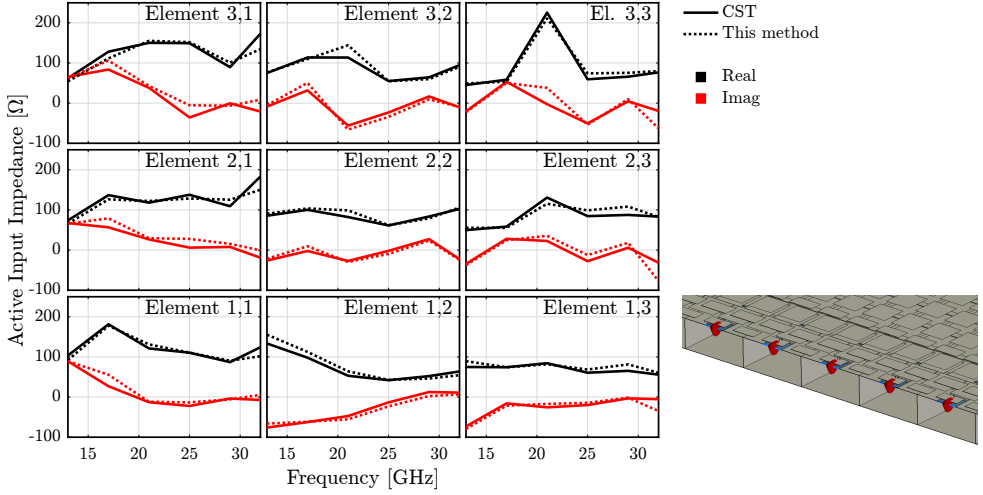 Element 3,1
Element 3,2
El. 3,3
CST
This method
Real
Imag
200
100
0
-100
Element 2,1
Element 2,2
Element 2,3
200
100
0
-100
Element 1,1
Element 1,2
Element 1,3
200
100
0
-100
15 20 25 30
15 20 25 30
15 20 25 30
Active Input Impedance [Ω]
Frequency [GHz]